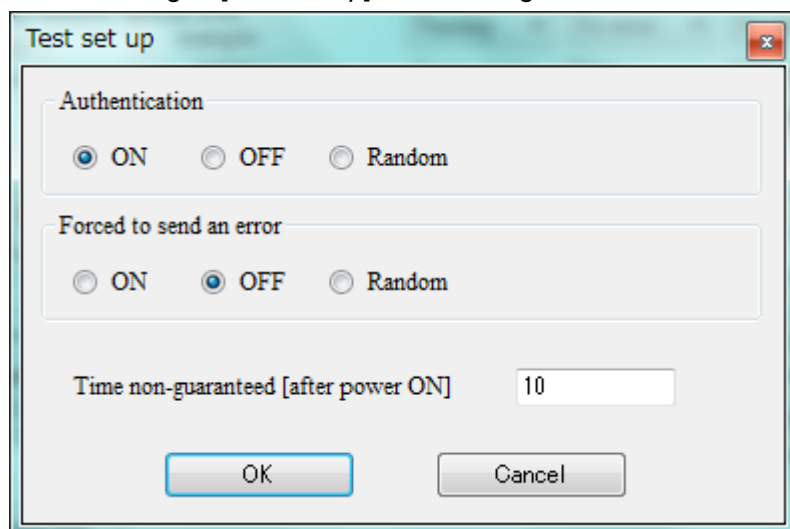 Test set up
Authentication
ON OFF Random
Forced to send an error
ON OFF Random
Time non-guaranteed [after power ON] 10
OK Cancel